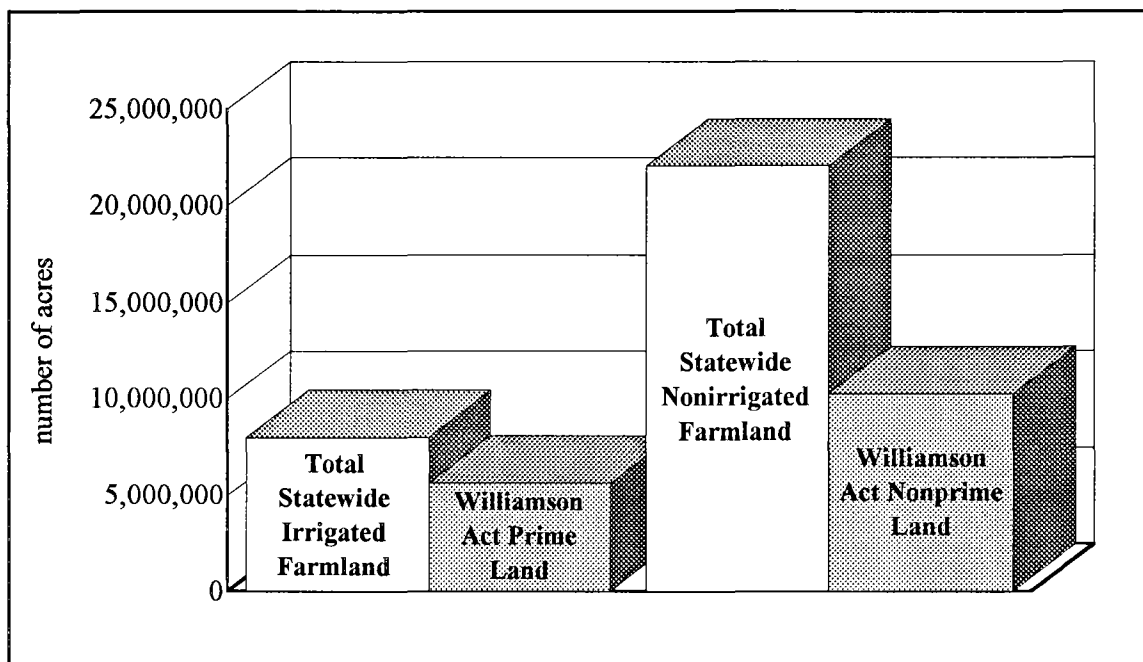 25,000,000
20,000,000
15,000,000
10,000,000
5,000,000
0
number of acres
Total
Statewide
Irrigated
Farmland
Williamson
Act Prime
Land
Total
Statewide
Nonirrigated
Farmland
Williamson
Act Nonprime
Land